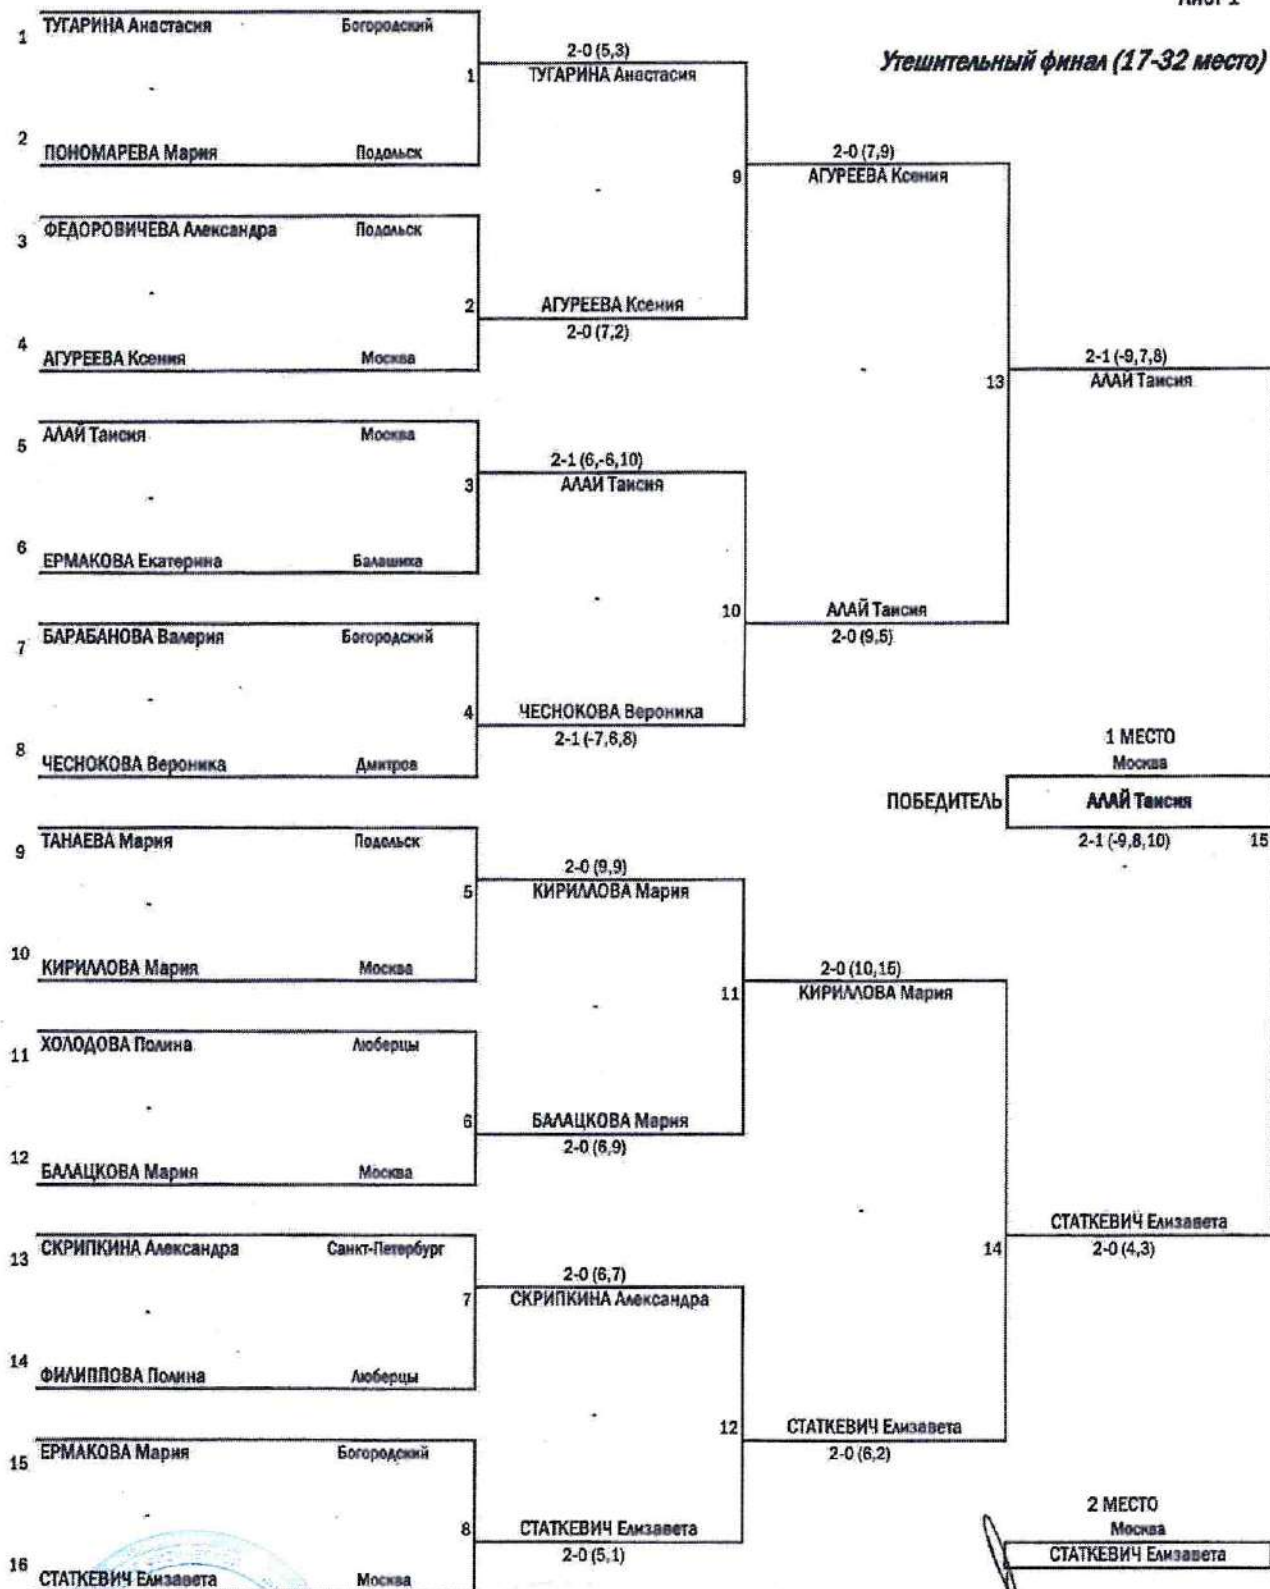 Лист 1
Утешительный финал (17-32 место)
1 ТУГАРИНА Анастасия Богородский
2-0 (5,3)
1 ТУГАРИНА Анастасия
2 ПОНОМАРЕВА Мария Подольск
2-0 (7,9)
9 АГУРЕЕВА Ксения
3 ФЕДОРОВИЧЕВА Александра Подольск
2 АГУРЕЕВА Ксения
2-0 (7,2)
4 АГУРЕЕВА Ксения Москва
2-1 (-9,7,8)
13 АЛАЙ Таисия
5 АЛАЙ Таисия Москва
2-1 (6,-6,10)
3 АЛАЙ Таисия
6 ЕРМАКОВА Екатерина Балашиха
10 АЛАЙ Таисия
2-0 (9,5)
7 БАРАБАНОВА Валерия Богородский
4 ЧЕСНОКОВА Вероника
2-1 (-7,6,8)
8 ЧЕСНОКОВА Вероника Дмитров
1 МЕСТО
Москва
ПОБЕДИТЕЛЬ АЛАЙ Таисия
2-1 (-9,8,10) 15
9 ТАНАЕВА Мария Подольск
2-0 (9,9)
5 КИРИЛЛОВА Мария
10 КИРИЛЛОВА Мария Москва
2-0 (10,15)
11 КИРИЛЛОВА Мария
11 ХОЛОДОВА Полина Люберцы
6 БАЛАЦКОВА Мария
2-0 (6,9)
12 БАЛАЦКОВА Мария Москва
14 СТАТКЕВИЧ Елизавета
2-0 (4,3)
13 СКРИПКИНА Александра Санкт-Петербург
2-0 (6,7)
7 СКРИПКИНА Александра
14 ФИЛИППОВА Полина Люберцы
12 СТАТКЕВИЧ Елизавета
2-0 (6,2)
15 ЕРМАКОВА Мария Богородский
8 СТАТКЕВИЧ Елизавета
2-0 (5,1)
16 СТАТКЕВИЧ Елизавета Москва
2 МЕСТО
Москва
СТАТКЕВИЧ Елизавета